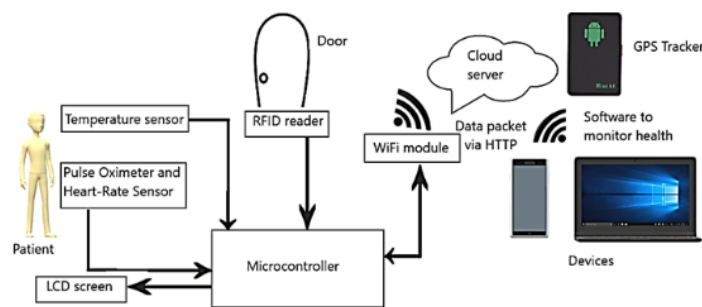 Door
Cloud
server
GPS Tracker
Temperature sensor
RFID reader
Data packet
via HTTP
Software to
monitor health
WiFi module
Pulse Oximeter and
Heart-Rate Sensor
Patient
Microcontroller
LCD screen
Devices